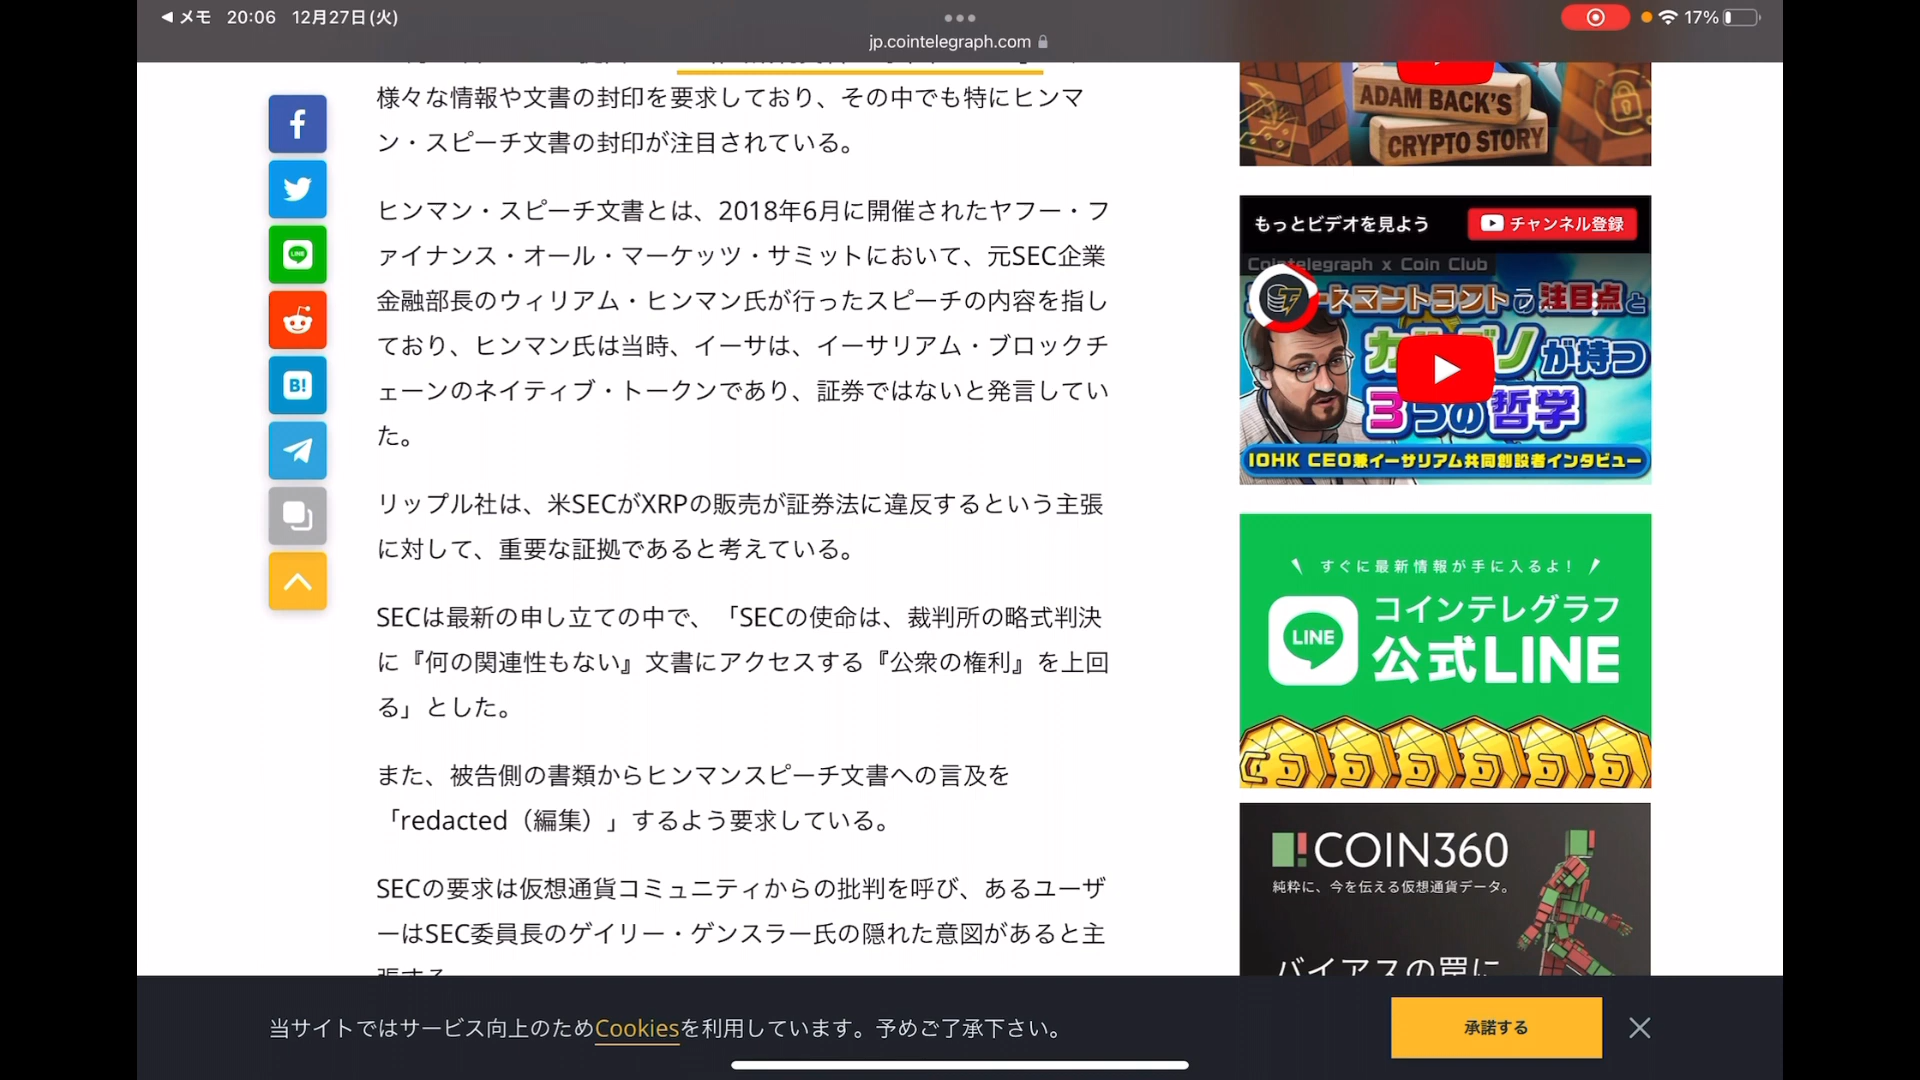 ◀ メモ 20:06 12月27日(火)
17%
jp.cointelegraph.com
様々な情報や文書の封印を要求しており、その中でも特にヒンマ
ン・スピーチ文書の封印が注目されている。
ヒンマン・スピーチ文書とは、2018年6月に開催されたヤフー・フ
ァイナンス・オール・マーケッツ・サミットにおいて、元SEC企業
金融部長のウィリアム・ヒンマン氏が行ったスピーチの内容を指し
ており、ヒンマン氏は当時、イーサは、イーサリアム・ブロックチ
ェーンのネイティブ・トークンであり、証券ではないと発言してい
た。
リップル社は、米SECがXRPの販売が証券法に違反するという主張
に対して、重要な証拠であると考えている。
SECは最新の申し立ての中で、「SECの使命は、裁判所の略式判決
に『何の関連性もない』文書にアクセスする『公衆の権利』を上回
る」とした。
また、被告側の書類からヒンマンスピーチ文書への言及を
「redacted（編集）」するよう要求している。
SECの要求は仮想通貨コミュニティからの批判を呼び、あるユーザ
ーはSEC委員長のゲイリー・ゲンスラー氏の隠れた意図があると主
張する
B!
LINE
ADAM BACK'S
CRYPTO STORY
もっとビデオを見よう
チャンネル登録
Cointelegraph x Coin Club
スマートコントラ 注目点と
が持つ
3つの哲学
IOHK CEO兼イーサリアム共同創設者インタビュー
すぐに最新情報が手に入るよ！
LINE
コインテレグラフ
公式LINE
COIN360
純粋に、今を伝える仮想通貨データ。
バイアスの罠に
当サイトではサービス向上のためCookiesを利用しています。予めご了承下さい。
承諾する